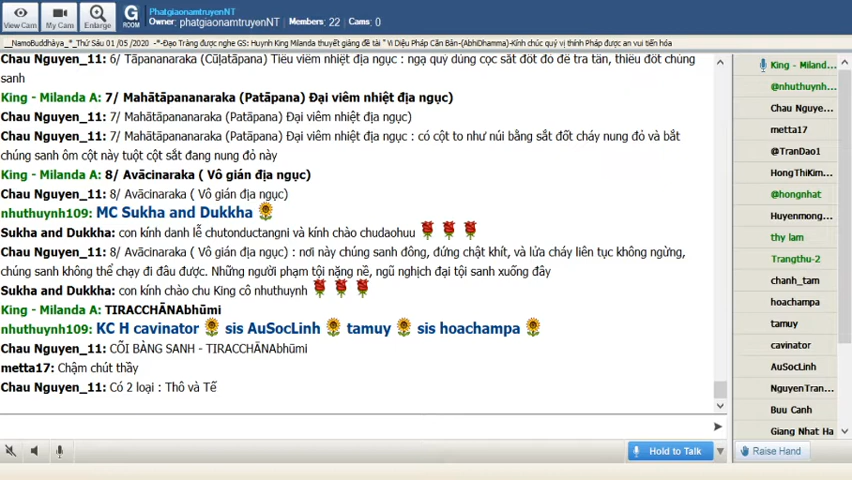 PhatgiaonamtruyenNT
Owner: phatgiaonamtruyenNT Members: 22 Cams: 0
View Cam
My Cam
Enlarge
G
ROOM
__NamoBuddhàya_*_Thứ Sáu 01 /05 /2020 -*-Đạo Tràng được nghe GS: Huỳnh King Milanda thuyết giảng đề tài " Vi Diệu Pháp Căn Bản-(AbhiDhamma)-Kính chúc quý vị thính Pháp được an vui tiến hóa
Chau Nguyen_11: 6/ Tāpananaraka (Cūḷatāpana) Tiểu viêm nhiệt địa ngục : ngạ quỷ dùng cọc sắt đốt đỏ để tra tấn, thiêu đốt chúng
sanh
King - Milanda A: 7/ Mahātāpananaraka (Patāpana) Đại viêm nhiệt địa ngục)
Chau Nguyen_11: 7/ Mahātāpananaraka (Patāpana) Đại viêm nhiệt địa ngục)
Chau Nguyen_11: 7/ Mahātāpananaraka (Patāpana) Đại viêm nhiệt địa ngục : có cột to như núi bằng sắt đốt cháy nung đỏ và bắt
chúng sanh ôm cột này tuột cột sắt đang nung đỏ này
King - Milanda A: 8/ Avācinaraka ( Vô gián địa ngục)
Chau Nguyen_11: 8/ Avācinaraka ( Vô gián địa ngục)
nhuthuynh109: MC Sukha and Dukkha
Sukha and Dukkha: con kính danh lễ chutonductangni và kính chào chudaohuu
Chau Nguyen_11: 8/ Avācinaraka ( Vô gián địa ngục) : nơi này chúng sanh đông, đứng chật khít, và lửa cháy liên tục không ngừng,
chúng sanh không thể chạy đi đâu được. Những người phạm tội nặng nề, ngũ nghịch đại tội sanh xuống đây
Sukha and Dukkha: con kính chào chu King cô nhuthuynh
King - Milanda A: TIRACCHĀNAbhūmi
nhuthuynh109: KC H cavinator sis AuSocLinh tamuy sis hoachampa
Chau Nguyen_11: CÕI BÀNG SANH - TIRACCHĀNAbhūmi
metta17: Chậm chút thầy
Chau Nguyen_11: Có 2 loại : Thô và Tế
King - Miland...
@nhuthuynh...
Chau Nguye...
metta17
@TranDao1
HongThiKim...
@hongnhat
Huyenmong...
thy lam
Trangthu-2
chanh_tam
hoachampa
tamuy
cavinator
AuSocLinh
NguyenTran...
Buu Canh
Giang Nhat Ha
Hold to Talk
Raise Hand